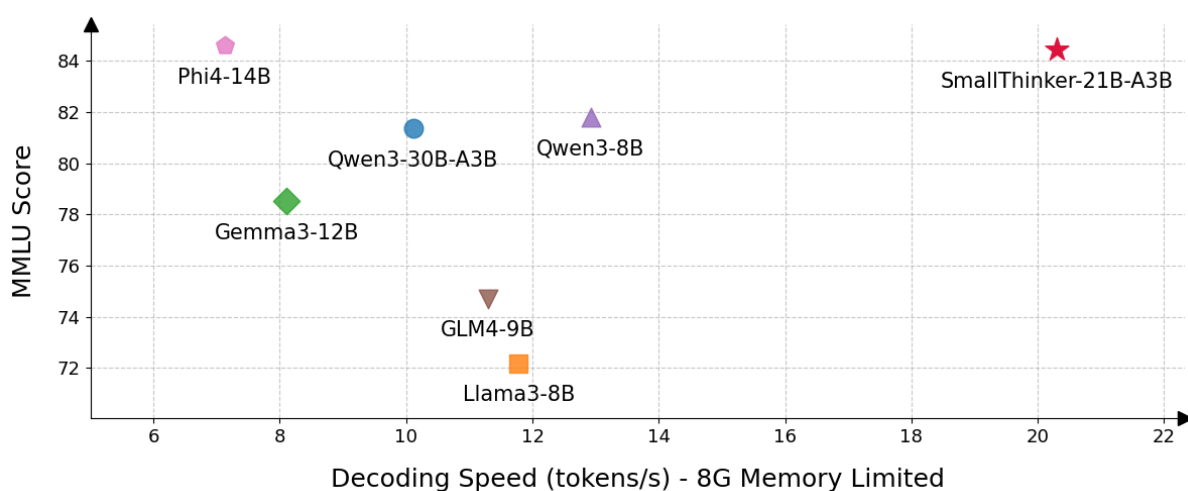 84
82
80
78
76
74
72
MMLU Score
Phi4-14B
SmallThinker-21B-A3B
Qwen3-30B-A3B
Qwen3-8B
Gemma3-12B
GLM4-9B
Llama3-8B
6 8 10 12 14 16 18 20 22
Decoding Speed (tokens/s) - 8G Memory Limited